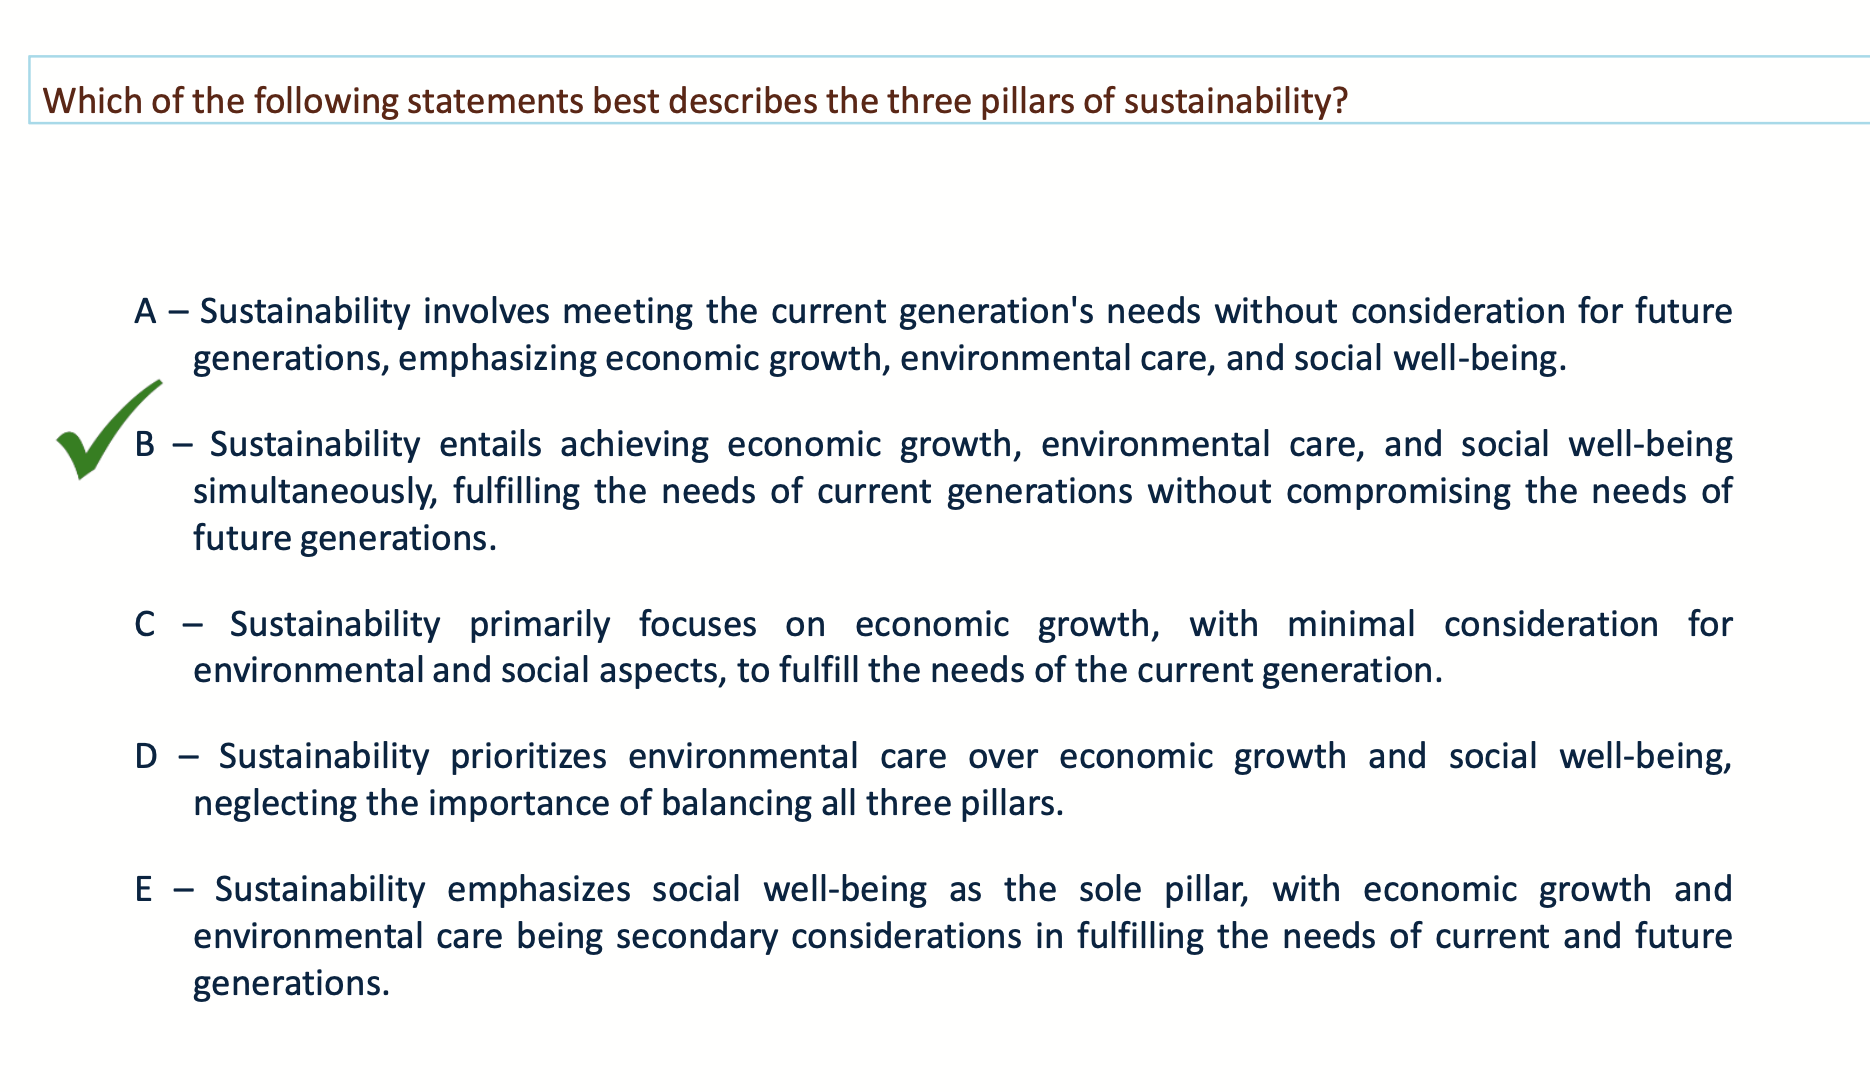 Which of the following statements best describes the three pillars of sustainability?
A – Sustainability involves meeting the current generation's needs without consideration for future
generations, emphasizing economic growth, environmental care, and social well-being.
B – Sustainability entails achieving economic growth, environmental care, and social well-being
simultaneously, fulfilling the needs of current generations without compromising the needs of
future generations.
C – Sustainability primarily focuses on economic growth, with minimal consideration for
environmental and social aspects, to fulfill the needs of the current generation.
D – Sustainability prioritizes environmental care over economic growth and social well-being,
neglecting the importance of balancing all three pillars.
E – Sustainability emphasizes social well-being as the sole pillar, with economic growth and
environmental care being secondary considerations in fulfilling the needs of current and future
generations.